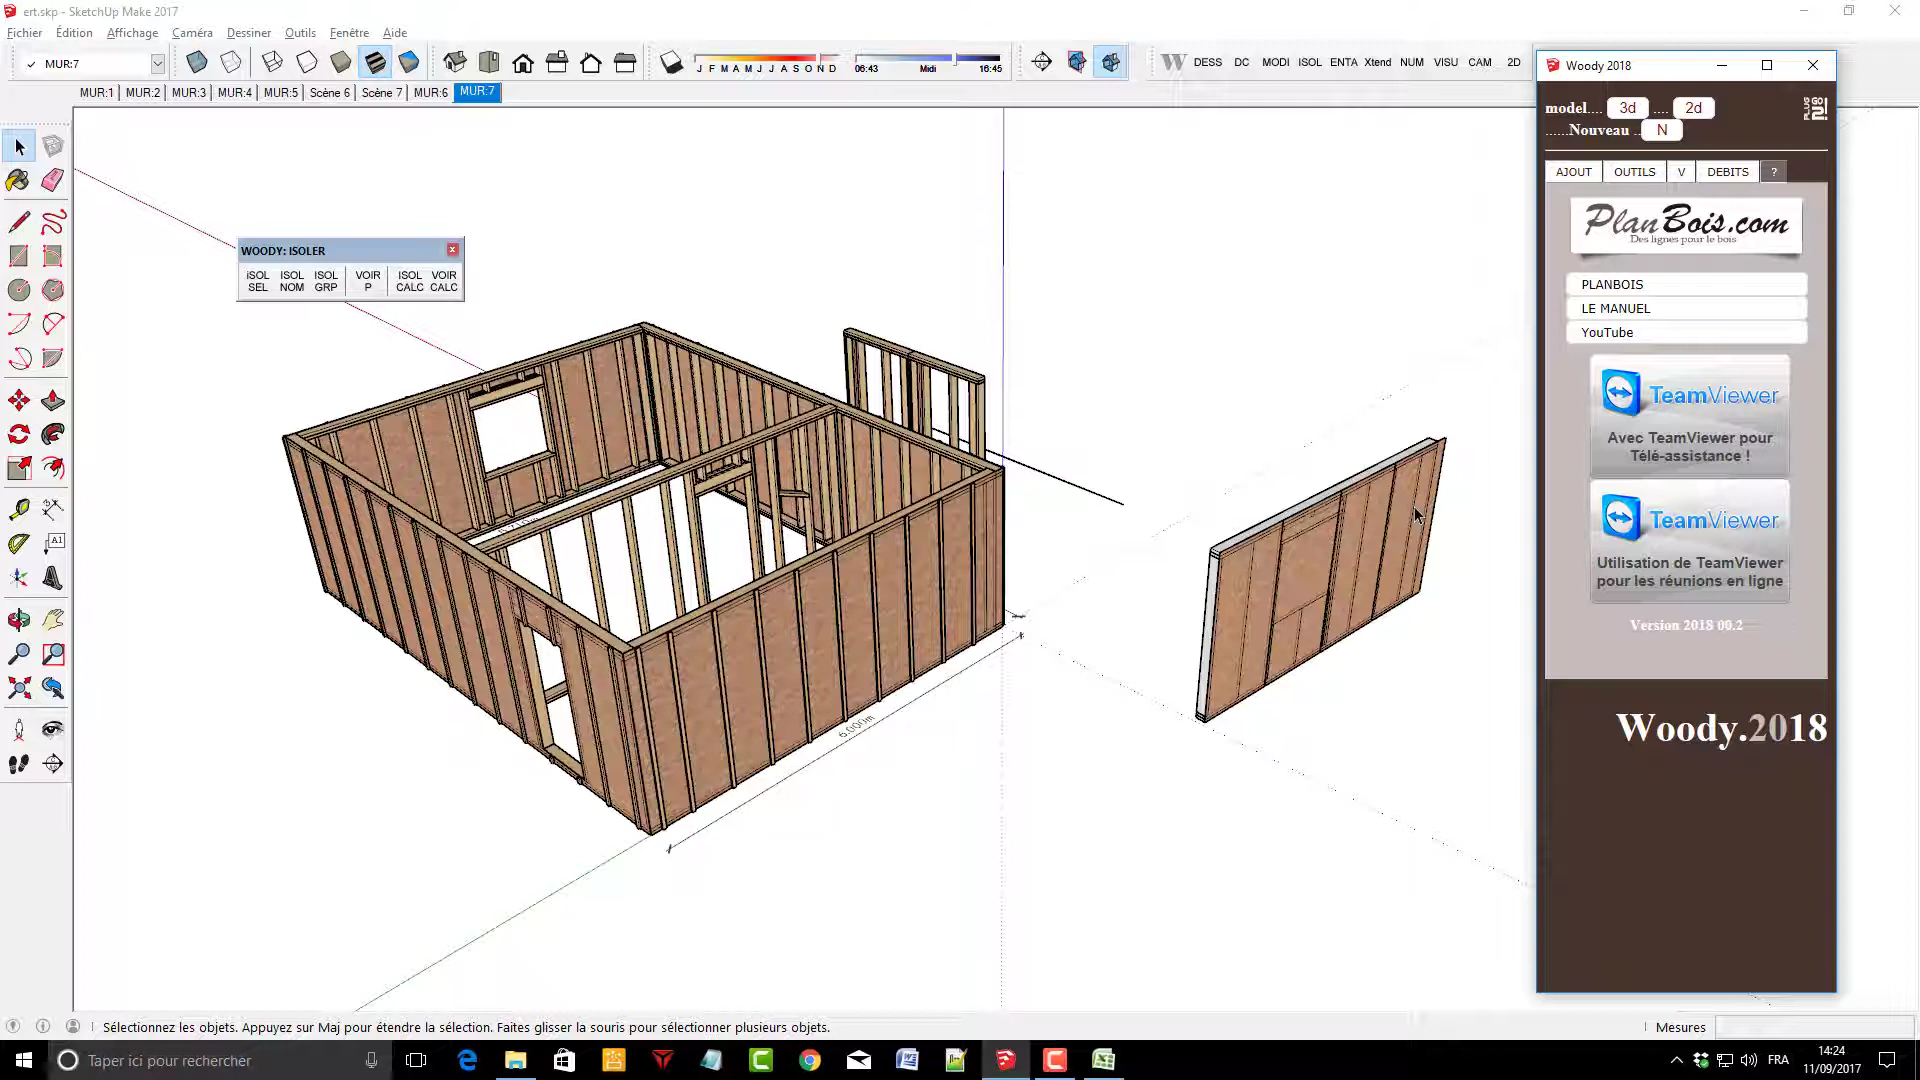 ert.skp - SketchUp Make 2017
Fichier Édition Affichage Caméra Dessiner Outils Fenêtre Aide
MUR:7
J F M A M J J A S O N D
06:43 Midi 16:45
W DESS DC MODI ISOL ENTA Xtend NUM VISU CAM 2D
MUR:1 MUR:2 MUR:3 MUR:4 MUR:5 Scène 6 Scène 7 MUR:6 MUR:7
WOODY: ISOLER
iSOL SEL
ISOL NOM
ISOL GRP
VOIR P
ISOL CALC
VOIR CALC
A1
6.000m
Woody 2018
model.... 3d .... 2d
......Nouveau .. N
PLUG
AJOUT OUTILS V DEBITS ?
PlanBois.com
Des lignes pour le bois
PLANBOIS
LE MANUEL
YouTube
TeamViewer
Avec TeamViewer pour
Télé-assistance !
TeamViewer
Utilisation de TeamViewer
pour les réunions en ligne
Version 2018 00.2
Woody.2018
Sélectionnez les objets. Appuyez sur Maj pour étendre la sélection. Faites glisser la souris pour sélectionner plusieurs objets.
Mesures
Taper ici pour rechercher
FRA
14:24
11/09/2017